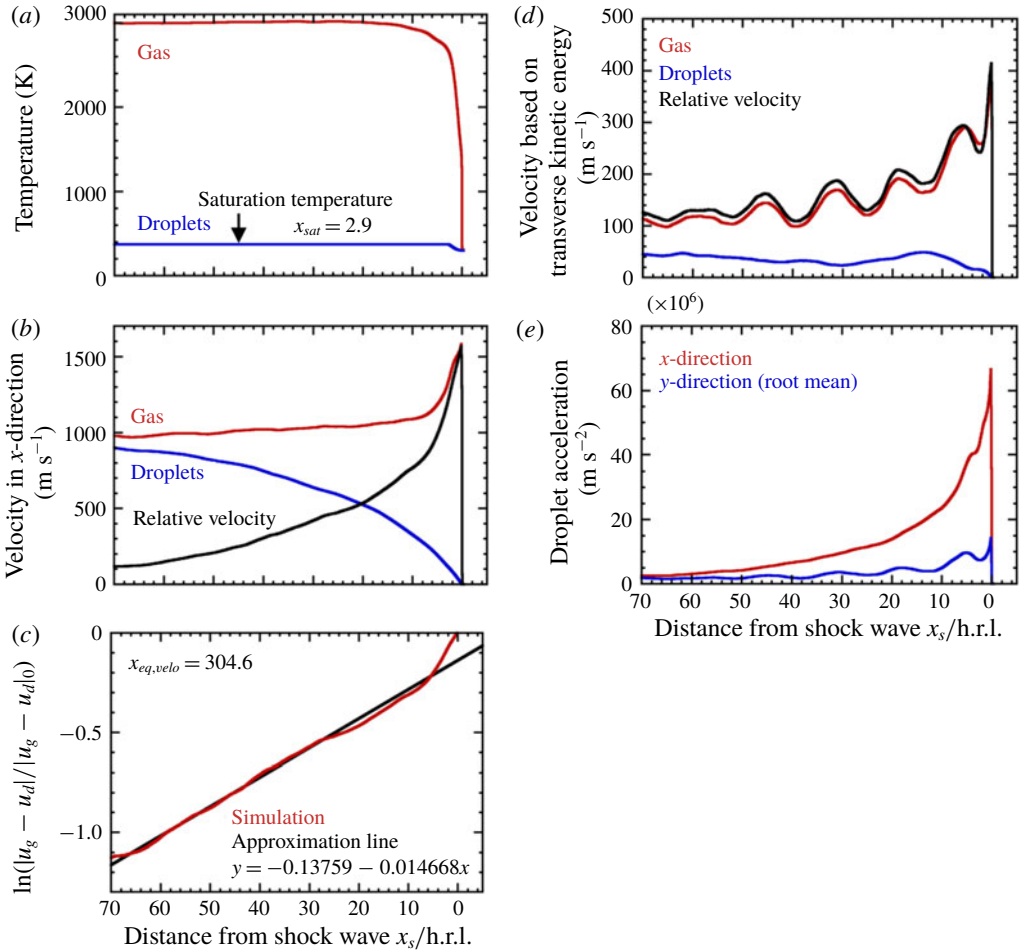 (a)
3000
2000
1000
0
Temperature (K)
Gas
Saturation temperature
Droplets
x_sat = 2.9
(b)
1500
1000
500
0
Velocity in x-direction
(m s⁻¹)
Gas
Droplets
Relative velocity
(c)
0
−0.5
−1.0
ln(|u_g − u_d|/|u_g − u_d|0)
x_eq,velo = 304.6
Simulation
Approximation line
y = −0.13759 − 0.014668x
70 60 50 40 30 20 10 0
Distance from shock wave x_s/h.r.l.
(d)
500
400
300
200
100
0
Velocity based on
transverse kinetic energy
(m s⁻¹)
Gas
Droplets
Relative velocity
(×10⁶)
(e)
80
60
40
20
0
Droplet acceleration
(m s⁻²)
x-direction
y-direction (root mean)
70 60 50 40 30 20 10 0
Distance from shock wave x_s/h.r.l.